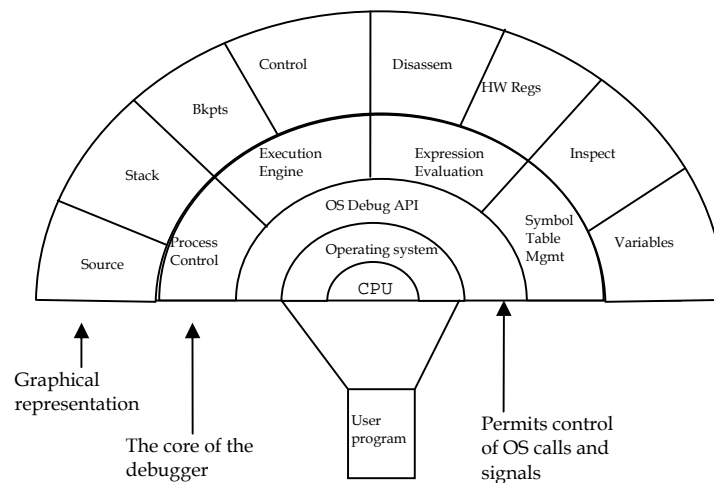 Control
Disassem
Bkpts
HW Regs
Execution
Engine
Expression
Evaluation
Stack
Inspect
OS Debug API
Process
Control
Symbol
Table
Mgmt
Source
Operating system
Variables
CPU
Graphical
representation
The core of the
debugger
User
program
Permits control
of OS calls and
signals